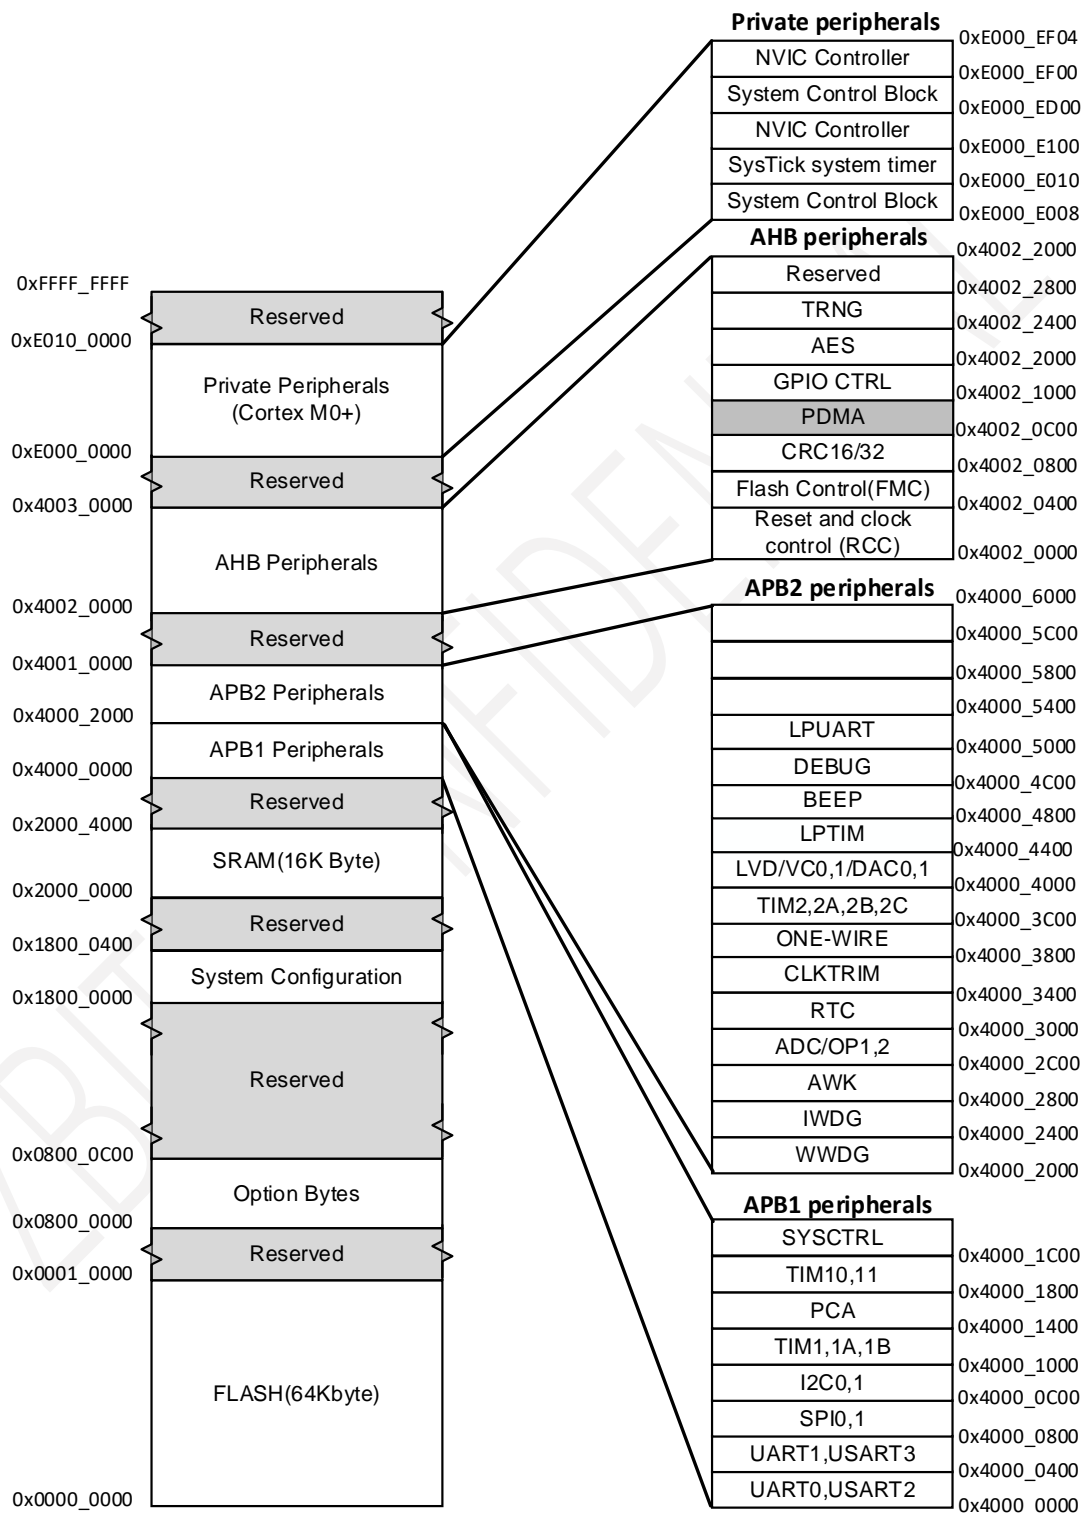 Private peripherals
0xE000_EF04
NVIC Controller
0xE000_EF00
System Control Block
0xE000_ED00
NVIC Controller
0xE000_E100
SysTick system timer
0xE000_E010
System Control Block
0xE000_E008
AHB peripherals
0x4002_2000
Reserved
0x4002_2800
TRNG
0x4002_2400
AES
0x4002_2000
GPIO CTRL
0x4002_1000
PDMA
0x4002_0C00
CRC16/32
0x4002_0800
Flash Control(FMC)
0x4002_0400
Reset and clock
control (RCC)
0x4002_0000
APB2 peripherals
0x4000_6000
0x4000_5C00
0x4000_5800
0x4000_5400
LPUART
0x4000_5000
DEBUG
0x4000_4C00
BEEP
0x4000_4800
LPTIM
0x4000_4400
LVD/VC0,1/DAC0,1
0x4000_4000
TIM2,2A,2B,2C
0x4000_3C00
ONE-WIRE
0x4000_3800
CLKTRIM
0x4000_3400
RTC
0x4000_3000
ADC/OP1,2
0x4000_2C00
AWK
0x4000_2800
IWDG
0x4000_2400
WWDG
0x4000_2000
APB1 peripherals
SYSCTRL
0x4000_1C00
TIM10,11
0x4000_1800
PCA
0x4000_1400
TIM1,1A,1B
0x4000_1000
I2C0,1
0x4000_0C00
SPI0,1
0x4000_0800
UART1,USART3
0x4000_0400
UART0,USART2
0x4000_0000
0xFFFF_FFFF
Reserved
0xE010_0000
Private Peripherals
(Cortex M0+)
0xE000_0000
Reserved
0x4003_0000
AHB Peripherals
0x4002_0000
Reserved
0x4001_0000
APB2 Peripherals
0x4000_2000
APB1 Peripherals
0x4000_0000
Reserved
0x2000_4000
SRAM(16K Byte)
0x2000_0000
Reserved
0x1800_0400
System Configuration
0x1800_0000
Reserved
0x0800_0C00
Option Bytes
0x0800_0000
Reserved
0x0001_0000
FLASH(64Kbyte)
0x0000_0000